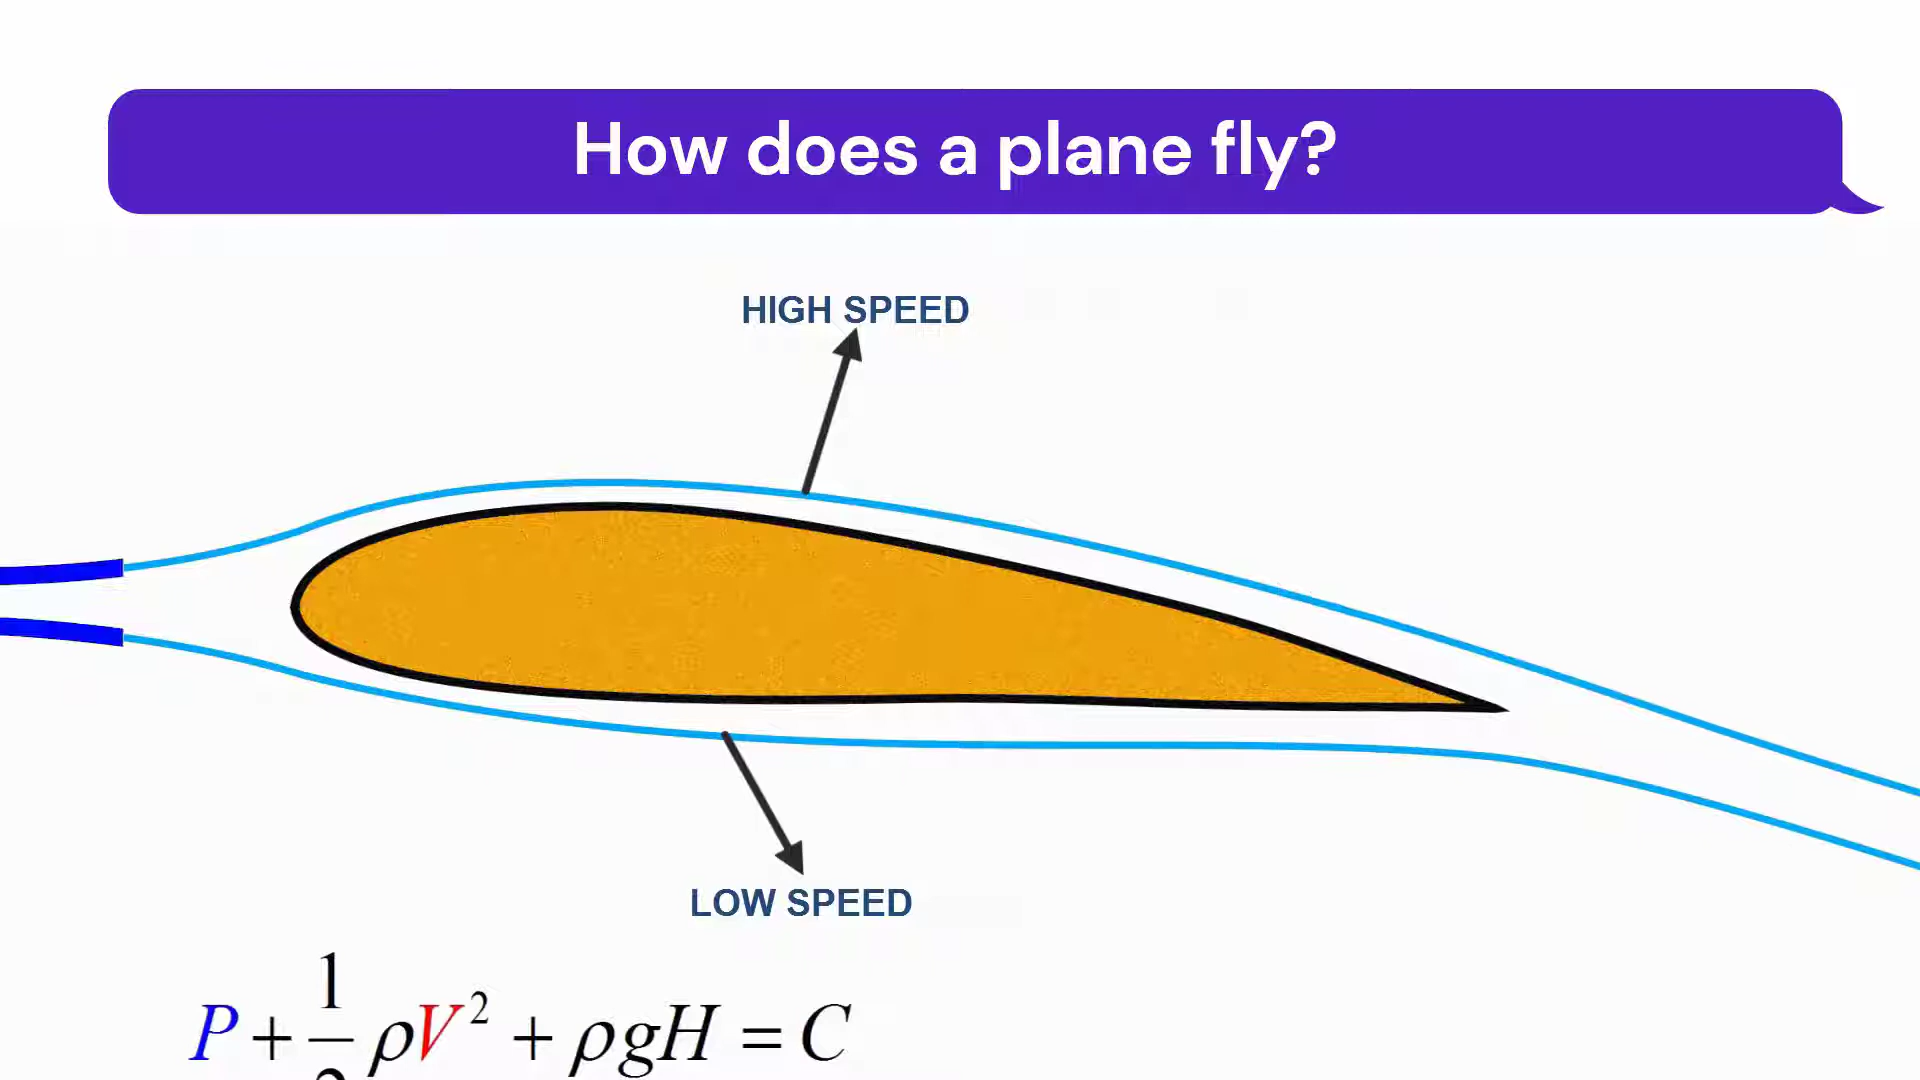 How does a plane fly?
HIGH SPEED
LOW SPEED
P + 1/2 ρV² + ρgH = C